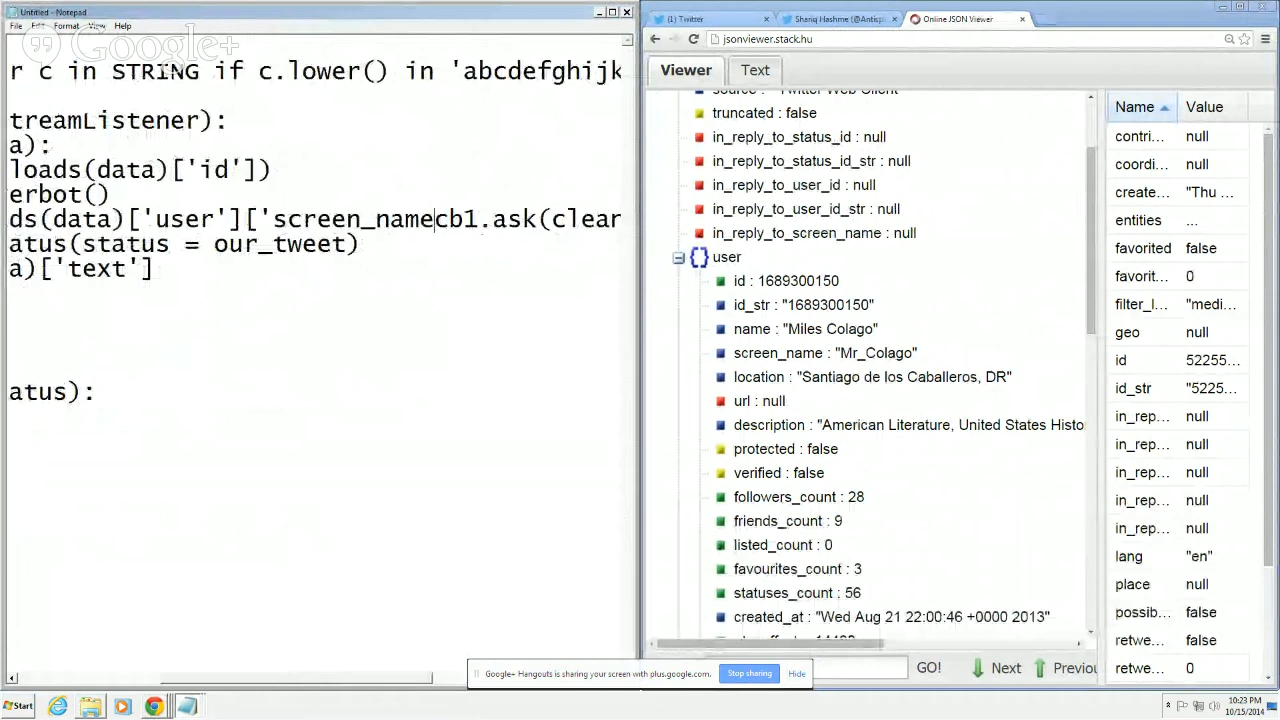 Untitled - Notepad
File Edit Format View Help
Google+
r c in STRING if c.lower() in 'abcdefghijk
treamListener):
a):
loads(data)['id'])
erbot()
ds(data)['user']['screen_namecb1.ask(clear
atus(status = our_tweet)
a)['text']
atus):
(1) Twitter
Shariq Hashme (@Antisp
Online JSON Viewer
jsonviewer.stack.hu
Viewer
Text
source : "Twitter Web Client"
truncated : false
in_reply_to_status_id : null
in_reply_to_status_id_str : null
in_reply_to_user_id : null
in_reply_to_user_id_str : null
in_reply_to_screen_name : null
user
id : 1689300150
id_str : "1689300150"
name : "Miles Colago"
screen_name : "Mr_Colago"
location : "Santiago de los Caballeros, DR"
url : null
description : "American Literature, United States Histo
protected : false
verified : false
followers_count : 28
friends_count : 9
listed_count : 0
favourites_count : 3
statuses_count : 56
created_at : "Wed Aug 21 22:00:46 +0000 2013"
Name Value
contri... null
coordi... null
create... "Thu
entities ...
favorited false
favorit... 0
filter_l... "medi...
geo null
id 52255...
id_str "5225...
in_rep... null
in_rep... null
in_rep... null
in_rep... null
in_rep... null
lang "en"
place null
possib... false
retwe... false
retwe... 0
GO! Next Previou
Google+ Hangouts is sharing your screen with plus.google.com.
Stop sharing
Hide
Start
10:23 PM
10/15/2014